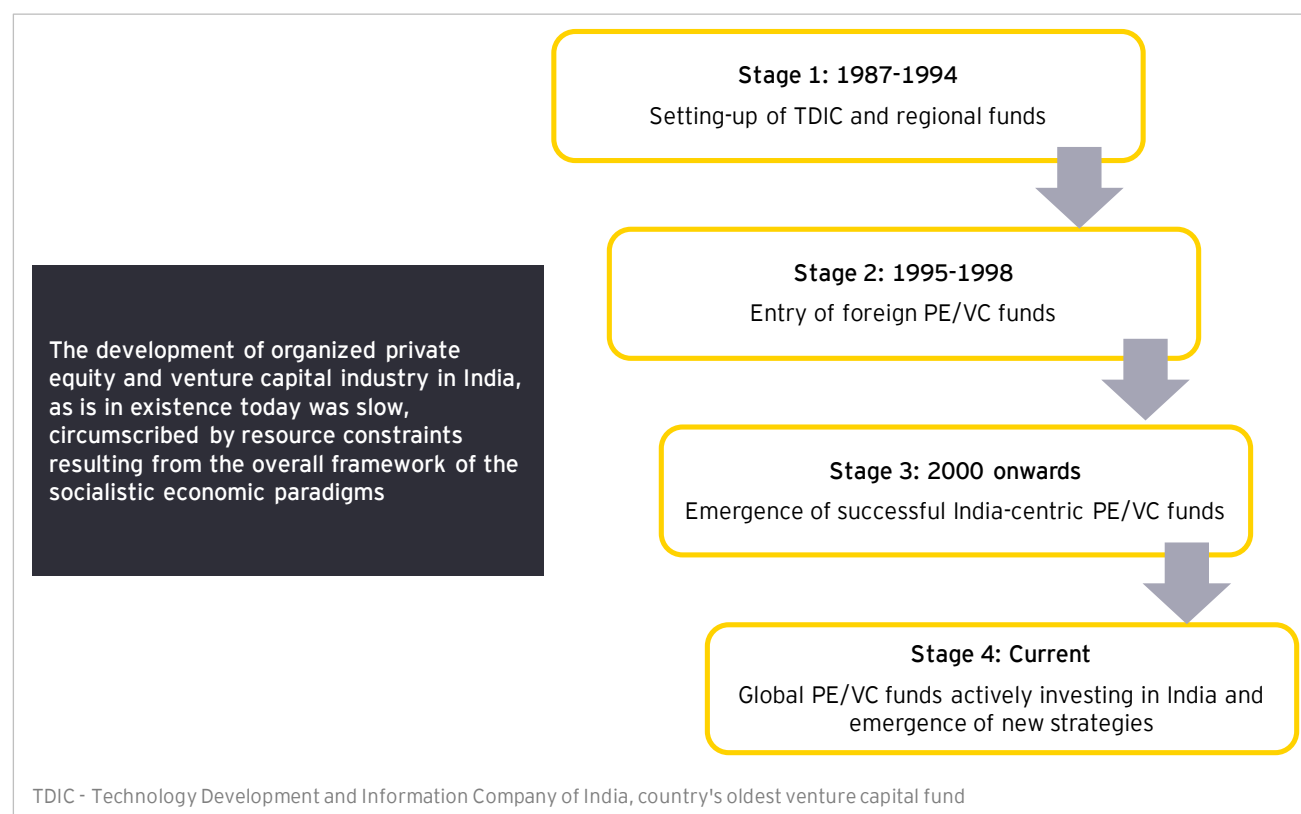 Stage 1: 1987-1994
Setting-up of TDIC and regional funds
Stage 2: 1995-1998
Entry of foreign PE/VC funds
The development of organized private
equity and venture capital industry in India,
as is in existence today was slow,
circumscribed by resource constraints
resulting from the overall framework of the
socialistic economic paradigms
Stage 3: 2000 onwards
Emergence of successful India-centric PE/VC funds
Stage 4: Current
Global PE/VC funds actively investing in India and
emergence of new strategies
TDIC - Technology Development and Information Company of India, country's oldest venture capital fund